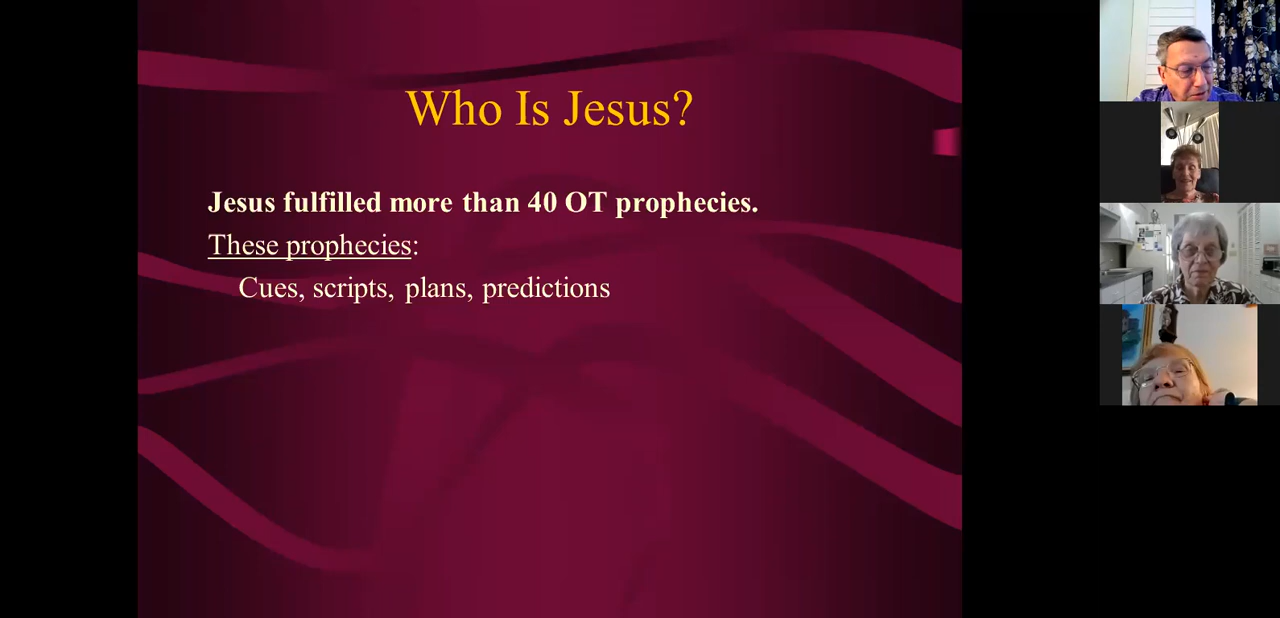 Who Is Jesus?
Jesus fulfilled more than 40 OT prophecies.
These prophecies:
Cues, scripts, plans, predictions